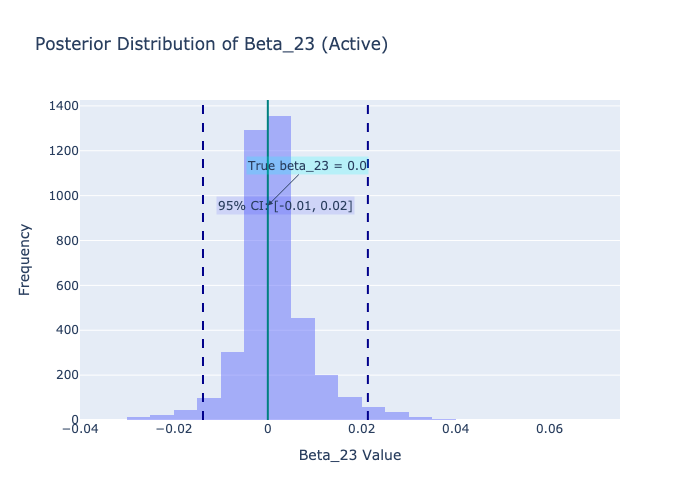 Posterior Distribution of Beta_23 (Active)
1400
1200
1000
800
600
400
200
0
Frequency
True beta_23 = 0.0
95% CI: [-0.01, 0.02]
−0.04
−0.02
0
0.02
0.04
0.06
Beta_23 Value